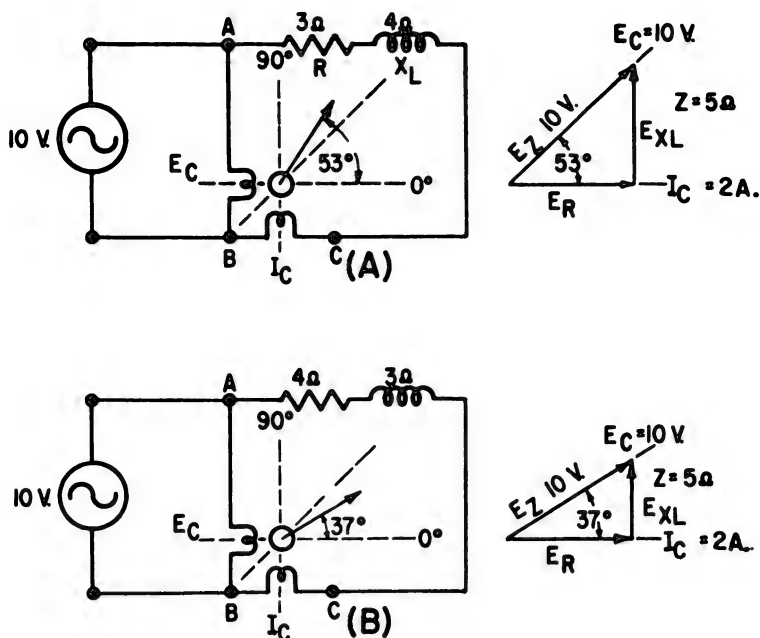 A 3Ω 4Ω
90° R X_L
10 V. E_C 53° 0°
B I_C C (A)
E_C = 10 V.
E_Z 10 V. Z = 5Ω
53° E_XL
E_R I_C = 2A.
A 4Ω 3Ω
90°
10 V. E_C 37° 0°
B I_C C (B)
E_C = 10 V.
E_Z 10 V. Z = 5Ω
37° E_XL
E_R I_C = 2A.